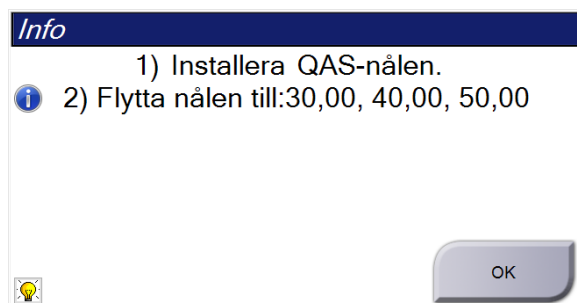 Info
1) Installera QAS-nålen.
2) Flytta nålen till:30,00, 40,00, 50,00
OK